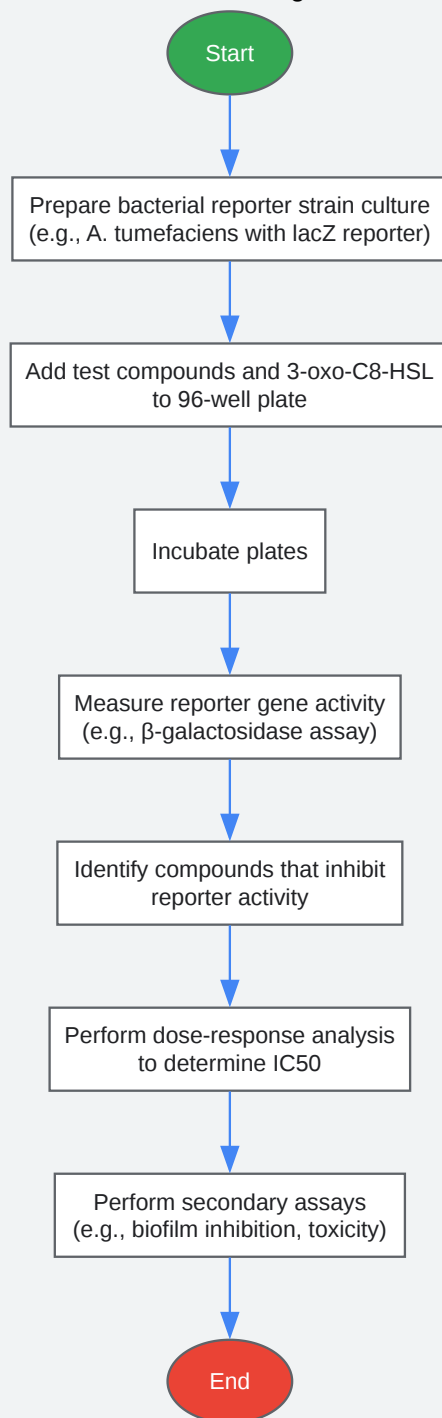 Start
Prepare bacterial reporter strain culture
(e.g., A. tumefaciens with lacZ reporter)
Add test compounds and 3-oxo-C8-HSL
to 96-well plate
Incubate plates
Measure reporter gene activity
(e.g., β-galactosidase assay)
Identify compounds that inhibit
reporter activity
Perform dose-response analysis
to determine IC50
Perform secondary assays
(e.g., biofilm inhibition, toxicity)
End